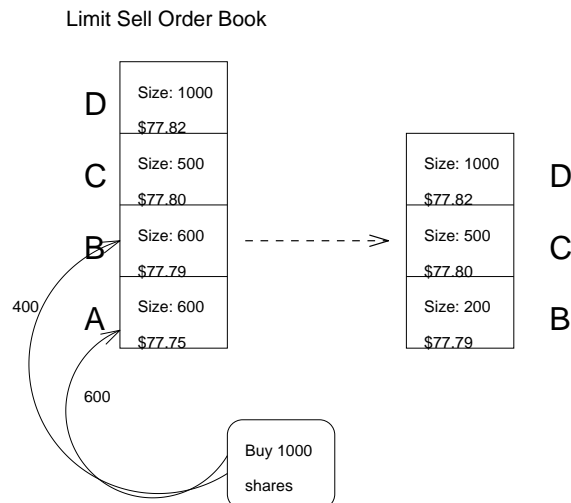 Limit Sell Order Book
D
Size: 1000
$77.82
C
Size: 500
$77.80
B
Size: 600
$77.79
A
Size: 600
$77.75
Size: 1000
$77.82
D
Size: 500
$77.80
C
Size: 200
$77.79
B
400
600
Buy 1000
shares